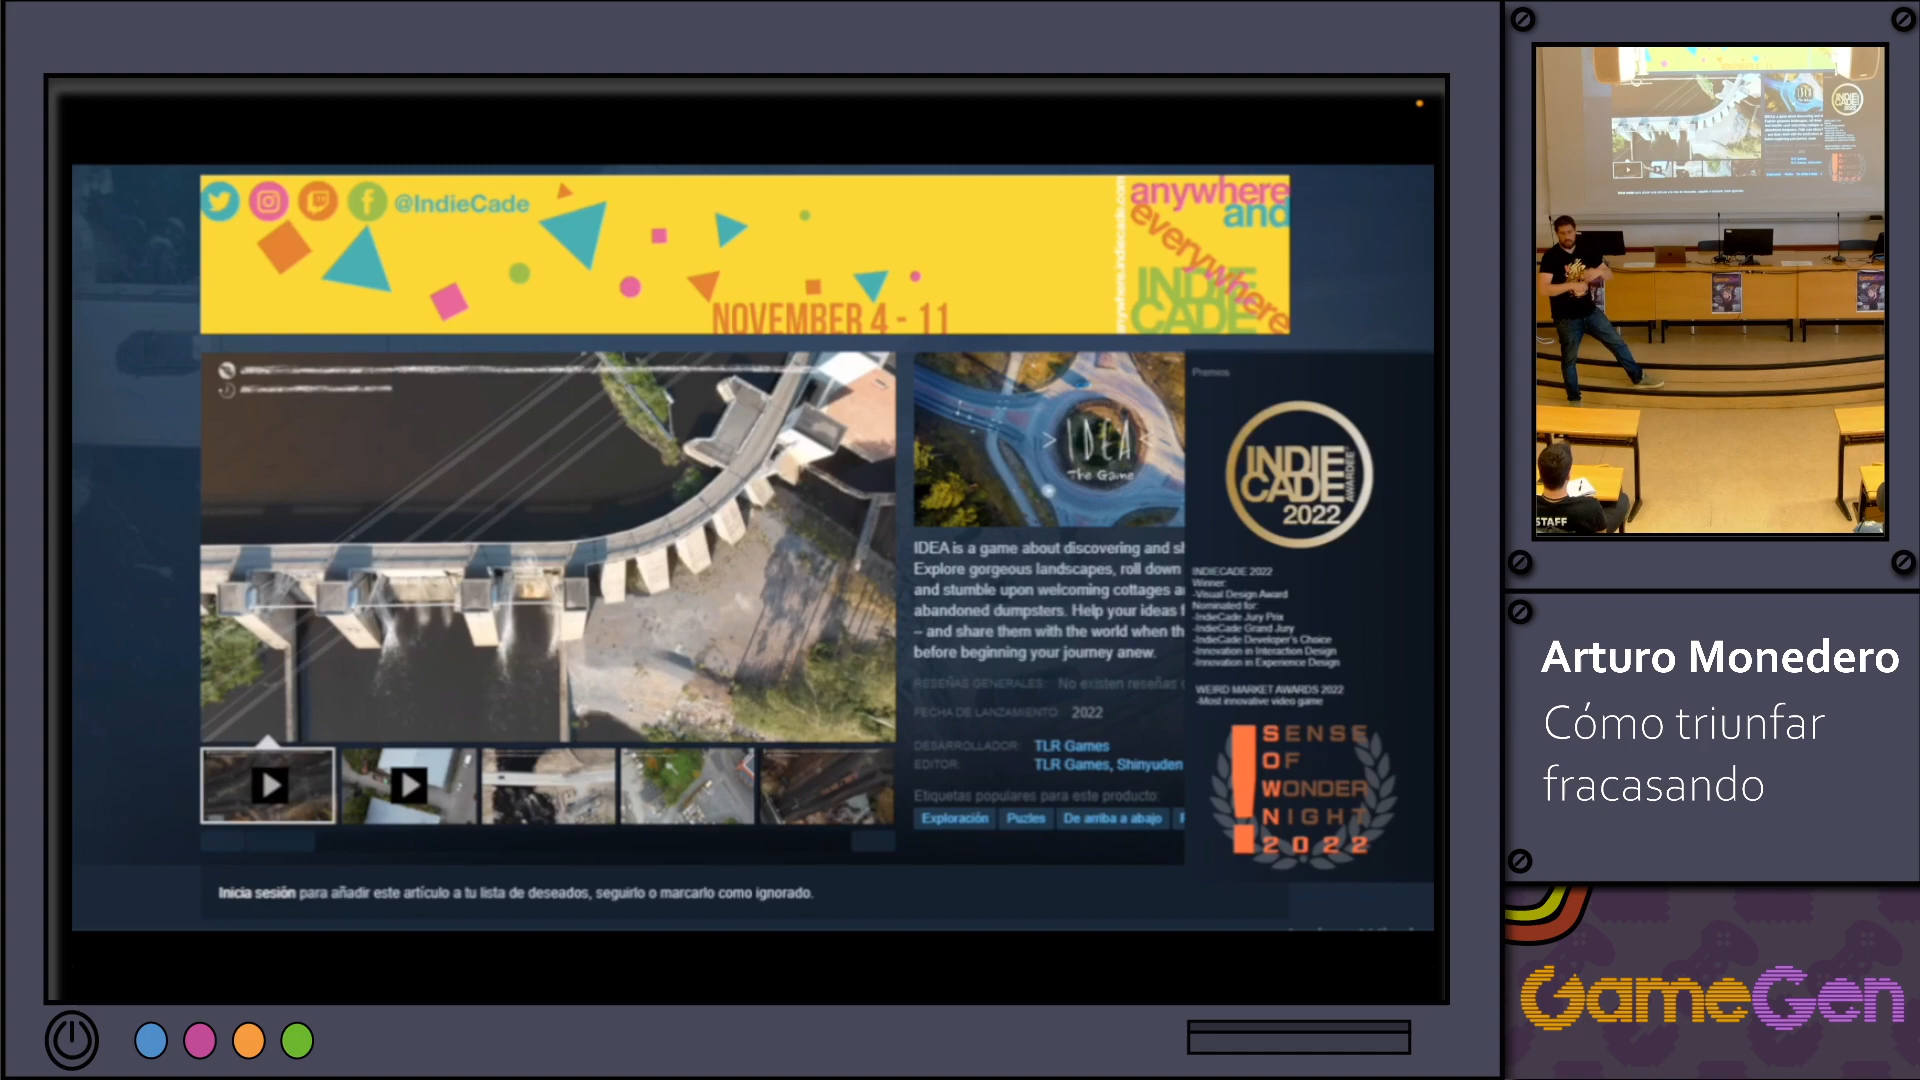 @IndieCade
NOVEMBER 4 - 11
anywhere.indiecade.com
anywhere
and
everywhere
INDIE
CADE
IDEA
The Game
IDEA is a game about discovering and sh
Explore gorgeous landscapes, roll down
and stumble upon welcoming cottages a
abandoned dumpsters. Help your ideas f
– and share them with the world when th
before beginning your journey anew.
RESEÑAS GENERALES: No existen reseñas
FECHA DE LANZAMIENTO: 2022
DESARROLLADOR: TLR Games
EDITOR: TLR Games, Shinyuden
Etiquetas populares para este producto:
Exploración Puzles De arriba a abajo
Premios
INDIE
CADE
AWARDEE
2022
INDIECADE 2022
Winner:
-Visual Design Award
Nominated for:
-IndieCade Jury Prix
-IndieCade Grand Jury
-IndieCade Developer's Choice
-Innovation in Interaction Design
-Innovation in Experience Design
WEIRD MARKET AWARDS 2022
-Most innovative video game
SENSE
OF
WONDER
NIGHT
2022
Inicia sesión para añadir este artículo a tu lista de deseados, seguirlo o marcarlo como ignorado.
STAFF
Arturo Monedero
Cómo triunfar
fracasando
GameGen